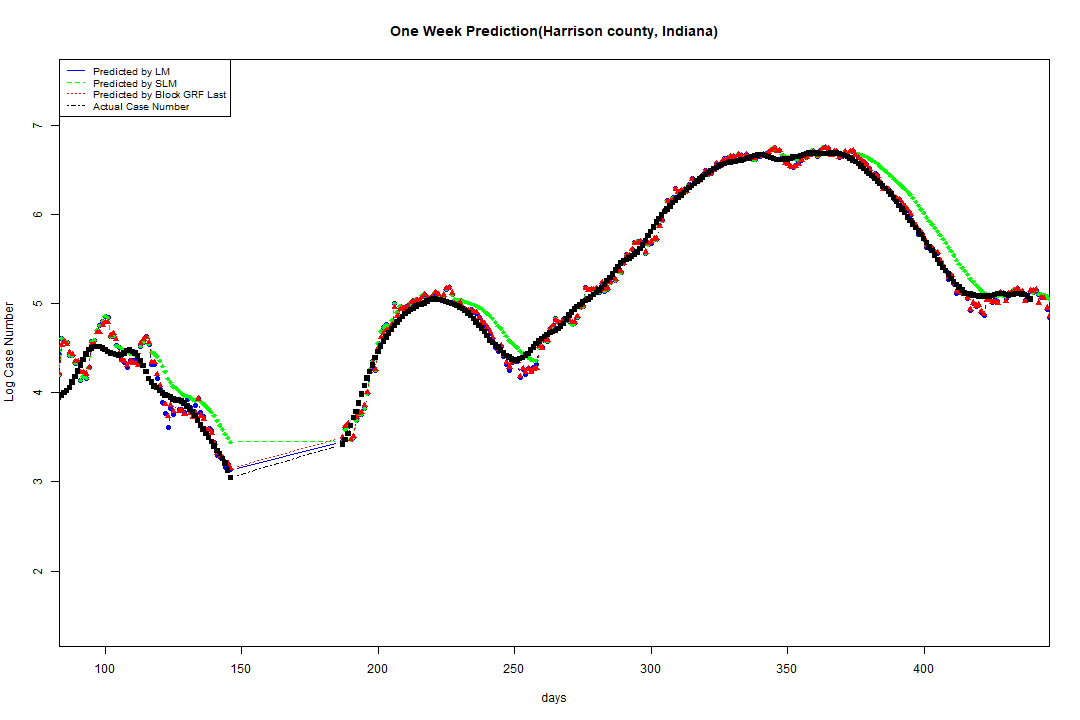 One Week Prediction(Harrison county, Indiana)
Predicted by LM
Predicted by SLM
Predicted by Block GRF Last
Actual Case Number
7
6
5
4
3
2
Log Case Number
100 150 200 250 300 350 400
days